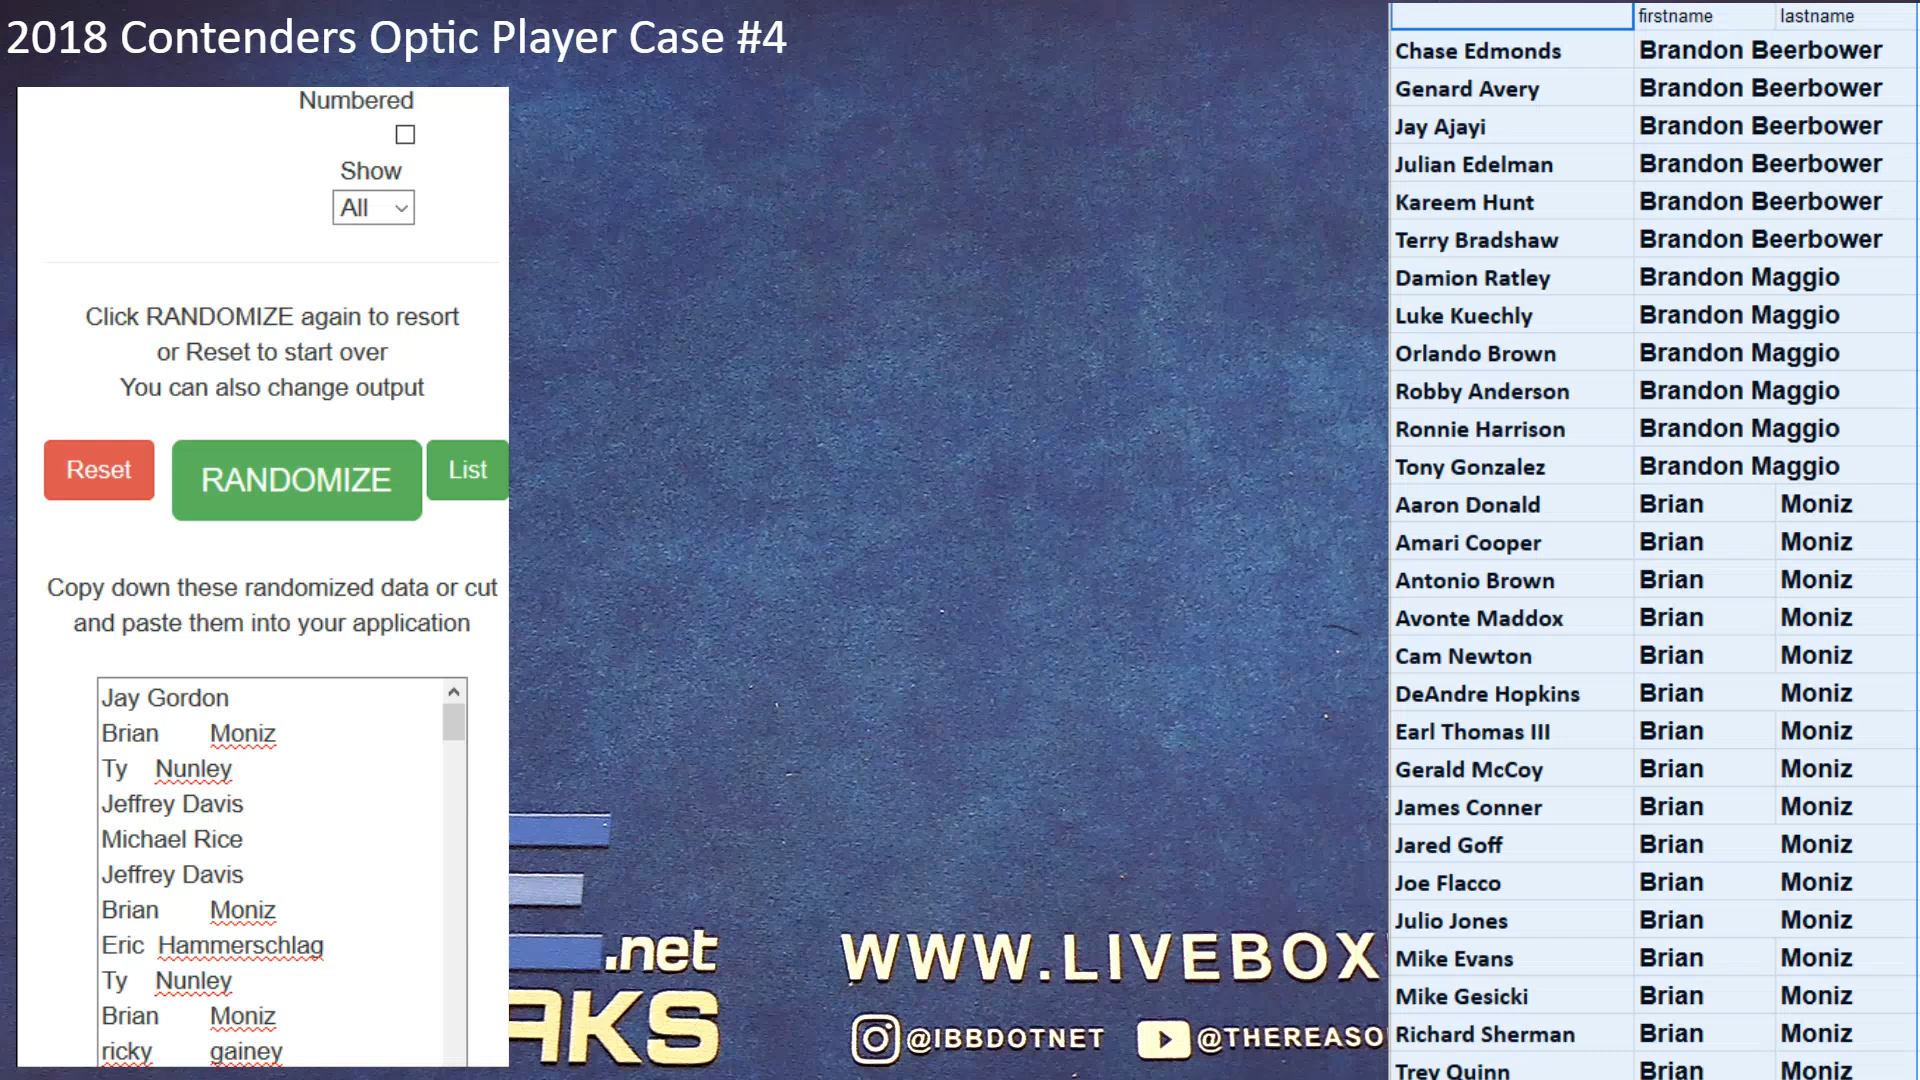 2018 Contenders Optic Player Case #4
Numbered
Show
All
Click RANDOMIZE again to resort
or Reset to start over
You can also change output
Reset
RANDOMIZE
List
Copy down these randomized data or cut
and paste them into your application
Jay Gordon
Brian Moniz
Ty Nunley
Jeffrey Davis
Michael Rice
Jeffrey Davis
Brian Moniz
Eric Hammerschlag
Ty Nunley
Brian Moniz
ricky gainey
.net
AKS
WWW.LIVEBOX
@IBBDOTNET
@THEREASO
firstname lastname
Chase Edmonds Brandon Beerbower
Genard Avery Brandon Beerbower
Jay Ajayi Brandon Beerbower
Julian Edelman Brandon Beerbower
Kareem Hunt Brandon Beerbower
Terry Bradshaw Brandon Beerbower
Damion Ratley Brandon Maggio
Luke Kuechly Brandon Maggio
Orlando Brown Brandon Maggio
Robby Anderson Brandon Maggio
Ronnie Harrison Brandon Maggio
Tony Gonzalez Brandon Maggio
Aaron Donald Brian Moniz
Amari Cooper Brian Moniz
Antonio Brown Brian Moniz
Avonte Maddox Brian Moniz
Cam Newton Brian Moniz
DeAndre Hopkins Brian Moniz
Earl Thomas III Brian Moniz
Gerald McCoy Brian Moniz
James Conner Brian Moniz
Jared Goff Brian Moniz
Joe Flacco Brian Moniz
Julio Jones Brian Moniz
Mike Evans Brian Moniz
Mike Gesicki Brian Moniz
Richard Sherman Brian Moniz
Trey Quinn Brian Moniz